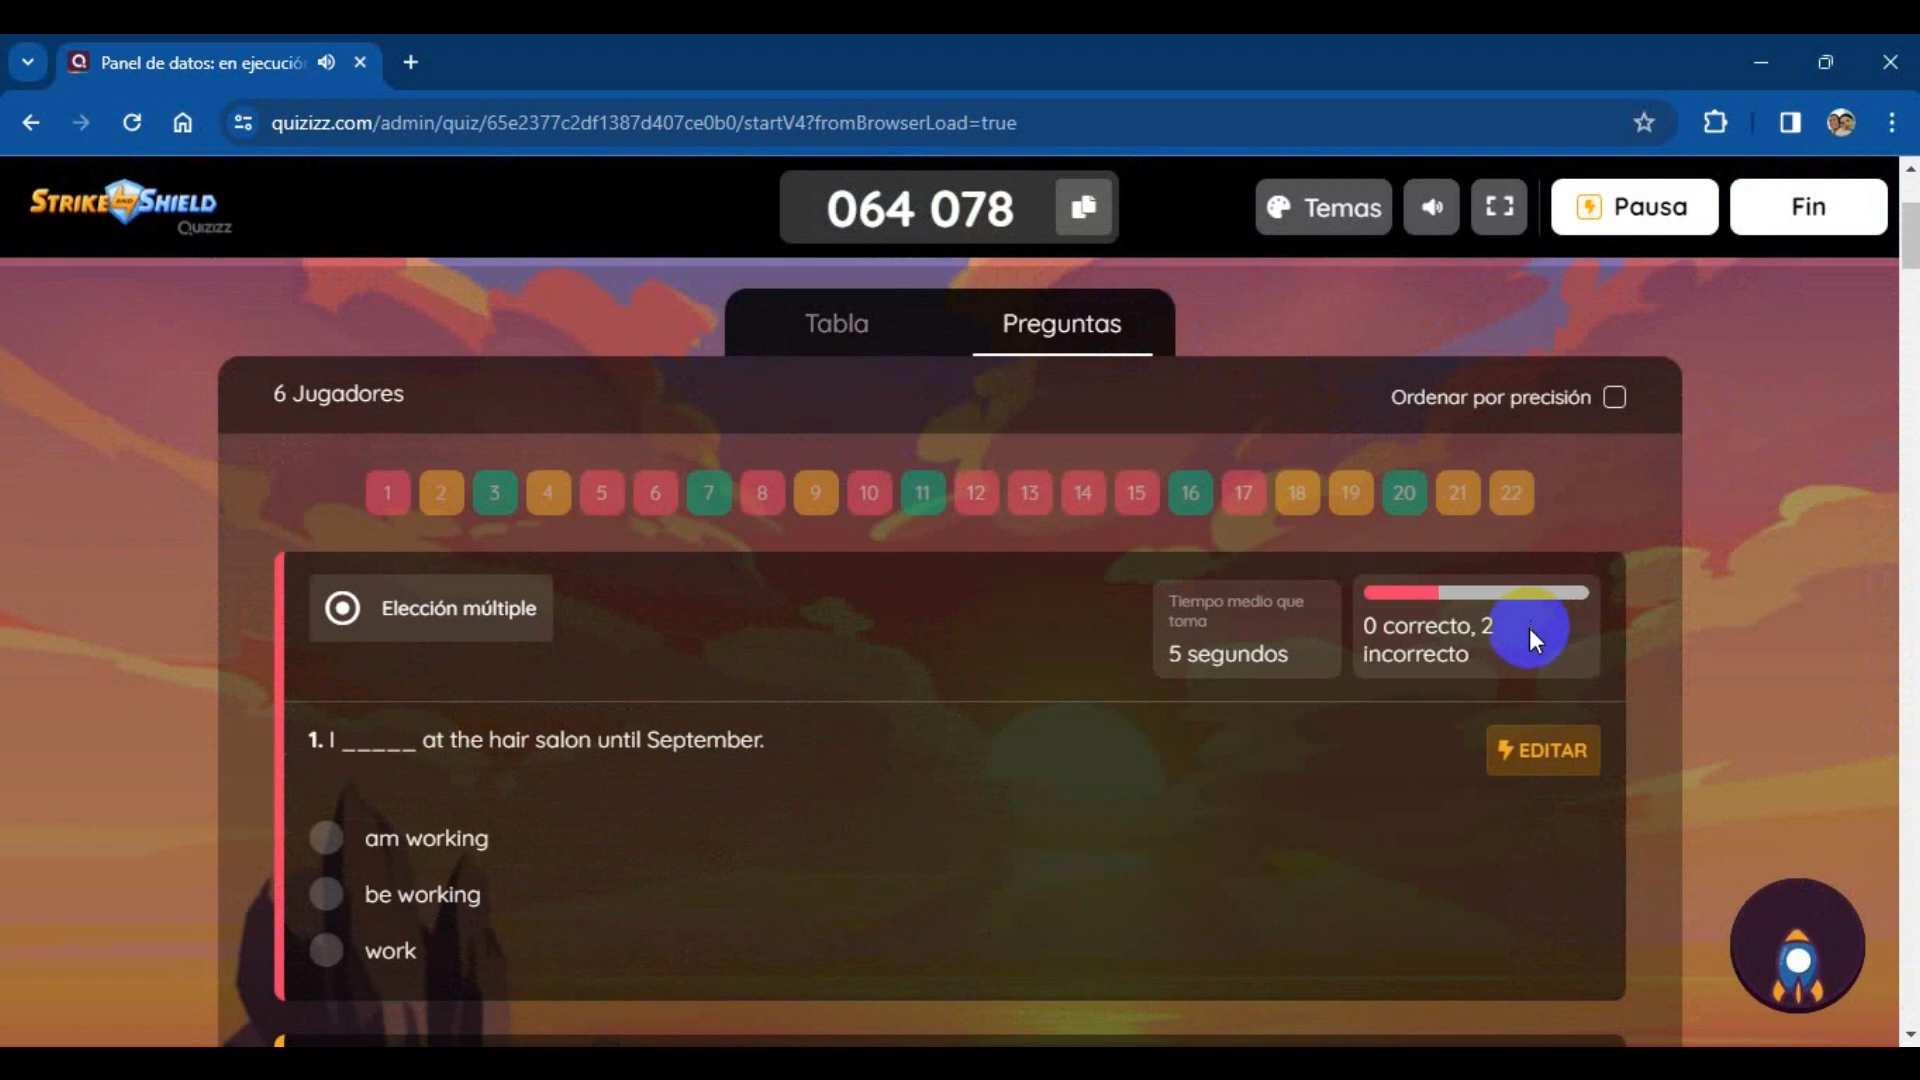 Panel de datos: en ejecució
quizizz.com/admin/quiz/65e2377c2df1387d407ce0b0/startV4?fromBrowserLoad=true
STRIKE AND SHIELD
QUIZIZZ
064 078
Temas
Pausa
Fin
Tabla
Preguntas
6 Jugadores
Ordenar por precisión
1 2 3 4 5 6 7 8 9 10 11 12 13 14 15 16 17 18 19 20 21 22
Elección múltiple
Tiempo medio que
toma
5 segundos
0 correcto, 2
incorrecto
1. I _____ at the hair salon until September.
EDITAR
am working
be working
work